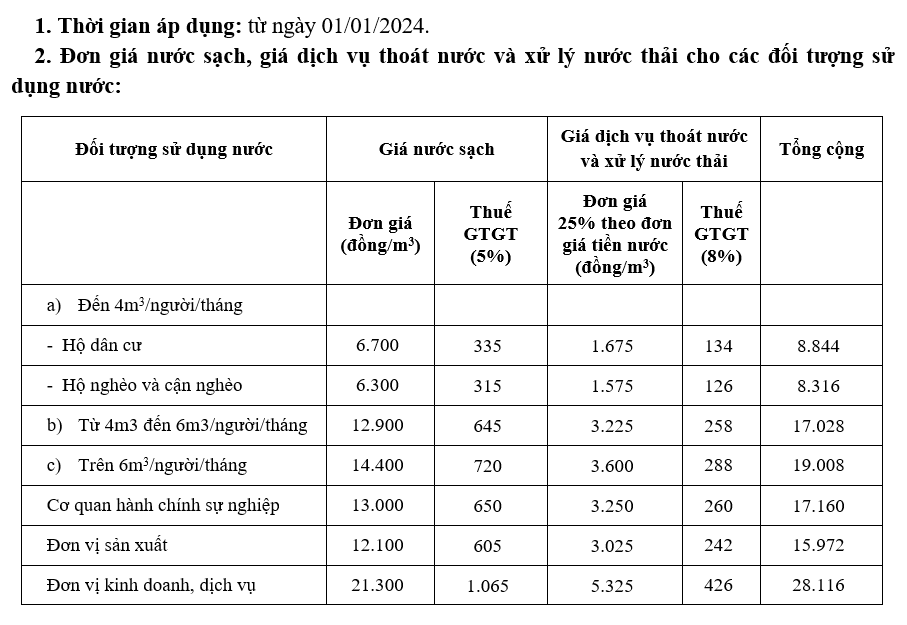 1. Thời gian áp dụng: từ ngày 01/01/2024.
2. Đơn giá nước sạch, giá dịch vụ thoát nước và xử lý nước thải cho các đối tượng sử
dụng nước:
Đối tượng sử dụng nước Giá nước sạch Giá dịch vụ thoát nước và xử lý nước thải Tổng cộng
Đơn giá (đồng/m³) Thuế GTGT (5%) Đơn giá 25% theo đơn giá tiền nước (đồng/m³) Thuế GTGT (8%)
a) Đến 4m³/người/tháng
- Hộ dân cư 6.700 335 1.675 134 8.844
- Hộ nghèo và cận nghèo 6.300 315 1.575 126 8.316
b) Từ 4m3 đến 6m3/người/tháng 12.900 645 3.225 258 17.028
c) Trên 6m³/người/tháng 14.400 720 3.600 288 19.008
Cơ quan hành chính sự nghiệp 13.000 650 3.250 260 17.160
Đơn vị sản xuất 12.100 605 3.025 242 15.972
Đơn vị kinh doanh, dịch vụ 21.300 1.065 5.325 426 28.116